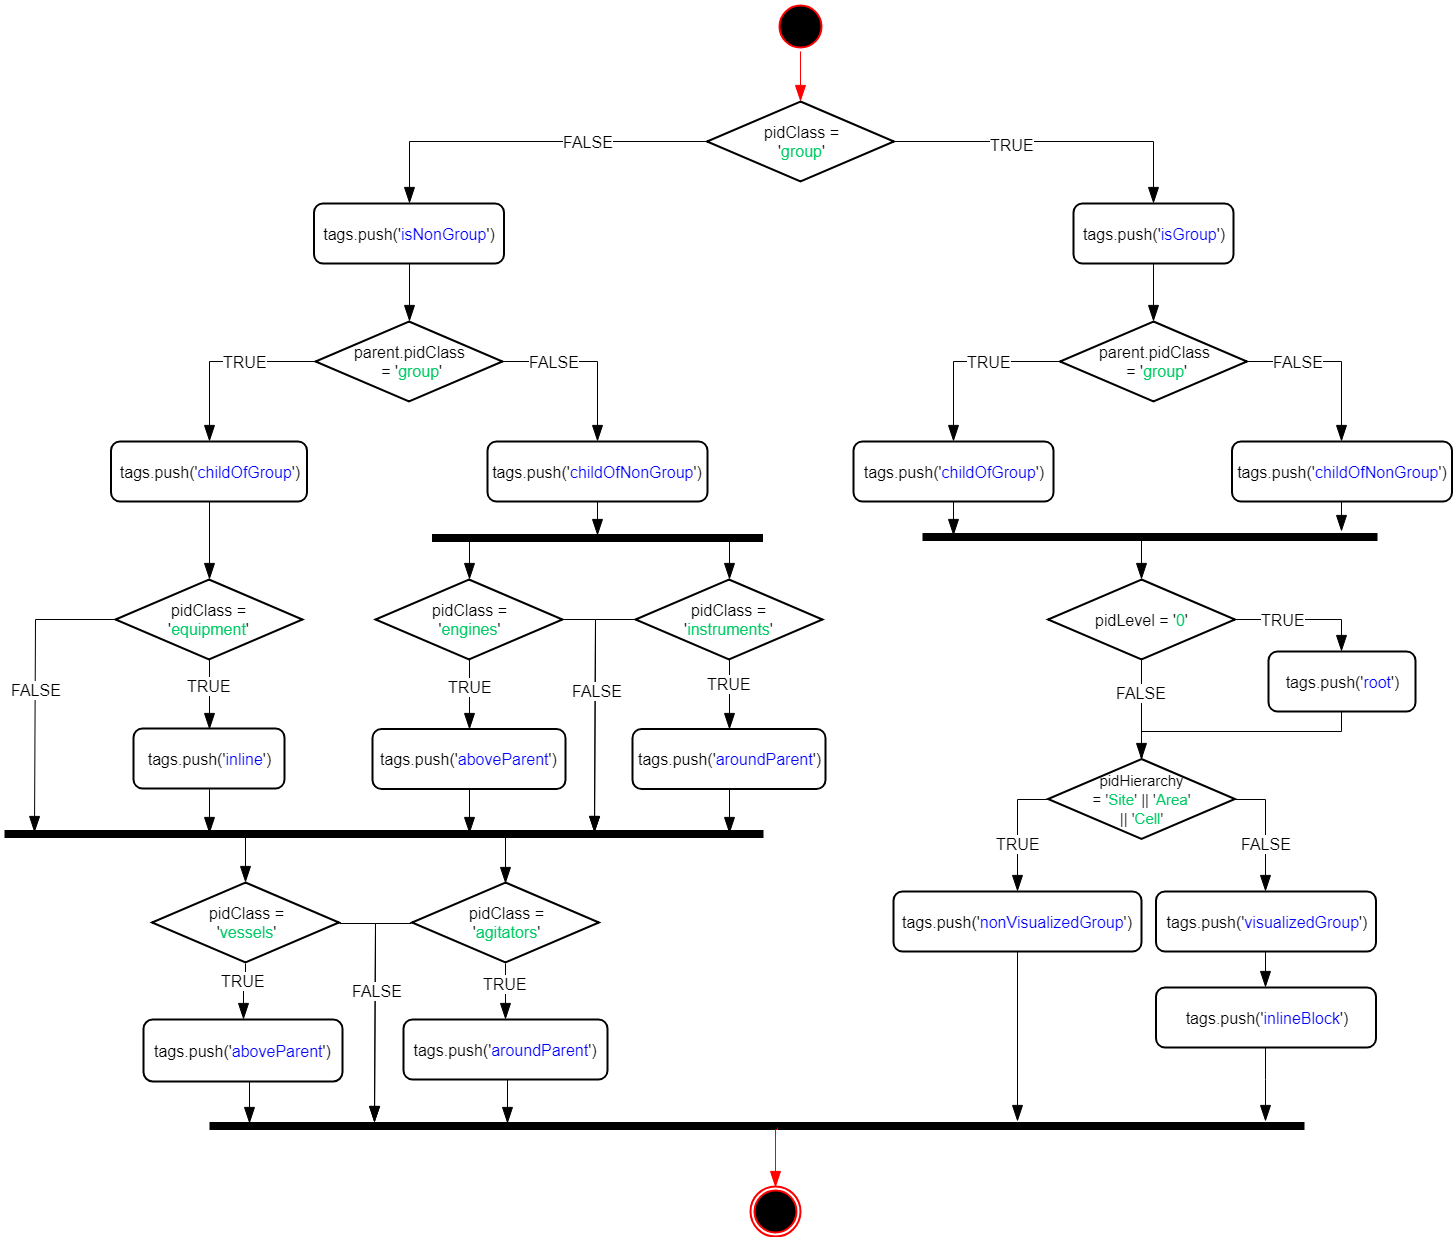 pidClass =
'group'
FALSE
TRUE
tags.push('isNonGroup')
tags.push('isGroup')
parent.pidClass
= 'group'
TRUE
FALSE
parent.pidClass
= 'group'
TRUE
FALSE
tags.push('childOfGroup')
tags.push('childOfNonGroup')
tags.push('childOfGroup')
tags.push('childOfNonGroup')
pidClass =
'equipment'
pidClass =
'engines'
pidClass =
'instruments'
pidLevel = '0'
TRUE
FALSE
TRUE
TRUE
FALSE
TRUE
FALSE
tags.push('root')
tags.push('inline')
tags.push('aboveParent')
tags.push('aroundParent')
pidHierarchy
= 'Site' || 'Area'
|| 'Cell'
TRUE
FALSE
pidClass =
'vessels'
pidClass =
'agitators'
tags.push('nonVisualizedGroup')
tags.push('visualizedGroup')
TRUE
FALSE
TRUE
tags.push('inlineBlock')
tags.push('aboveParent')
tags.push('aroundParent')